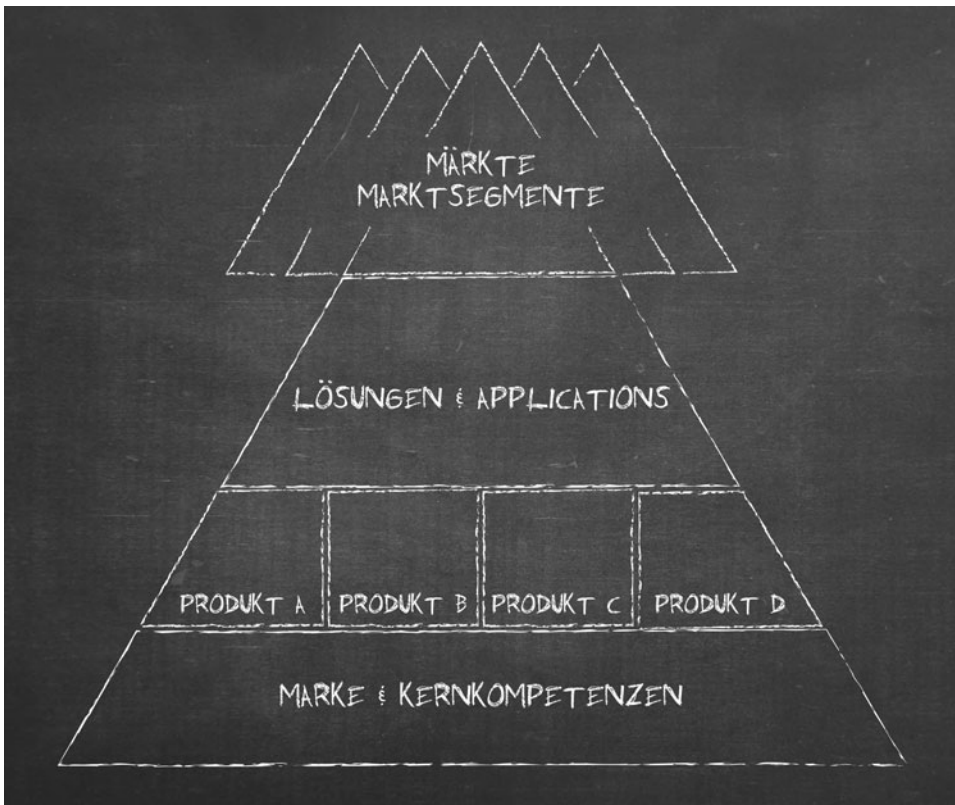 MÄRKTE
MARKTSEGMENTE
LÖSUNGEN & APPLICATIONS
PRODUKT A
PRODUKT B
PRODUKT C
PRODUKT D
MARKE & KERNKOMPETENZEN